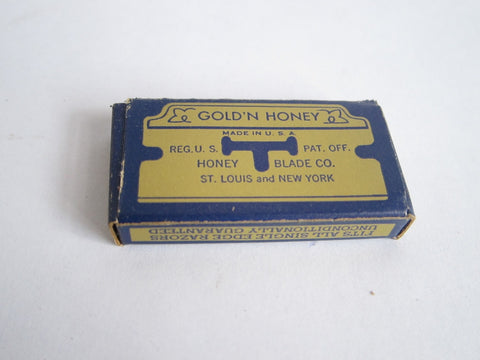 GOLD'N HONEY
MADE IN U. S. A.
REG. U. S. PAT. OFF.
HONEY BLADE CO.
ST. LOUIS and NEW YORK
FITS ALL SINGLE EDGE RAZORS
UNCONDITIONALLY GUARANTEED